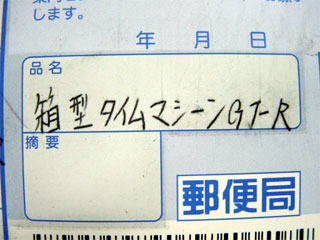 します。
年 月 日
品名
箱型タイムマシーンGT-R
摘要
郵便局